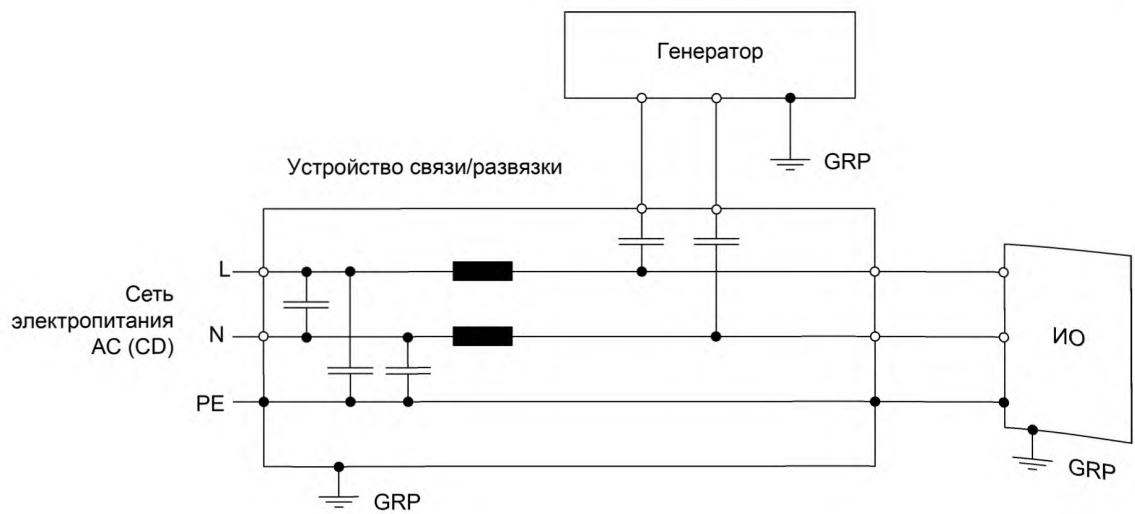 Генератор
GRP
Устройство связи/развязки
L
Сеть
электропитания
AC (CD)
N
ИО
PE
GRP
GRP